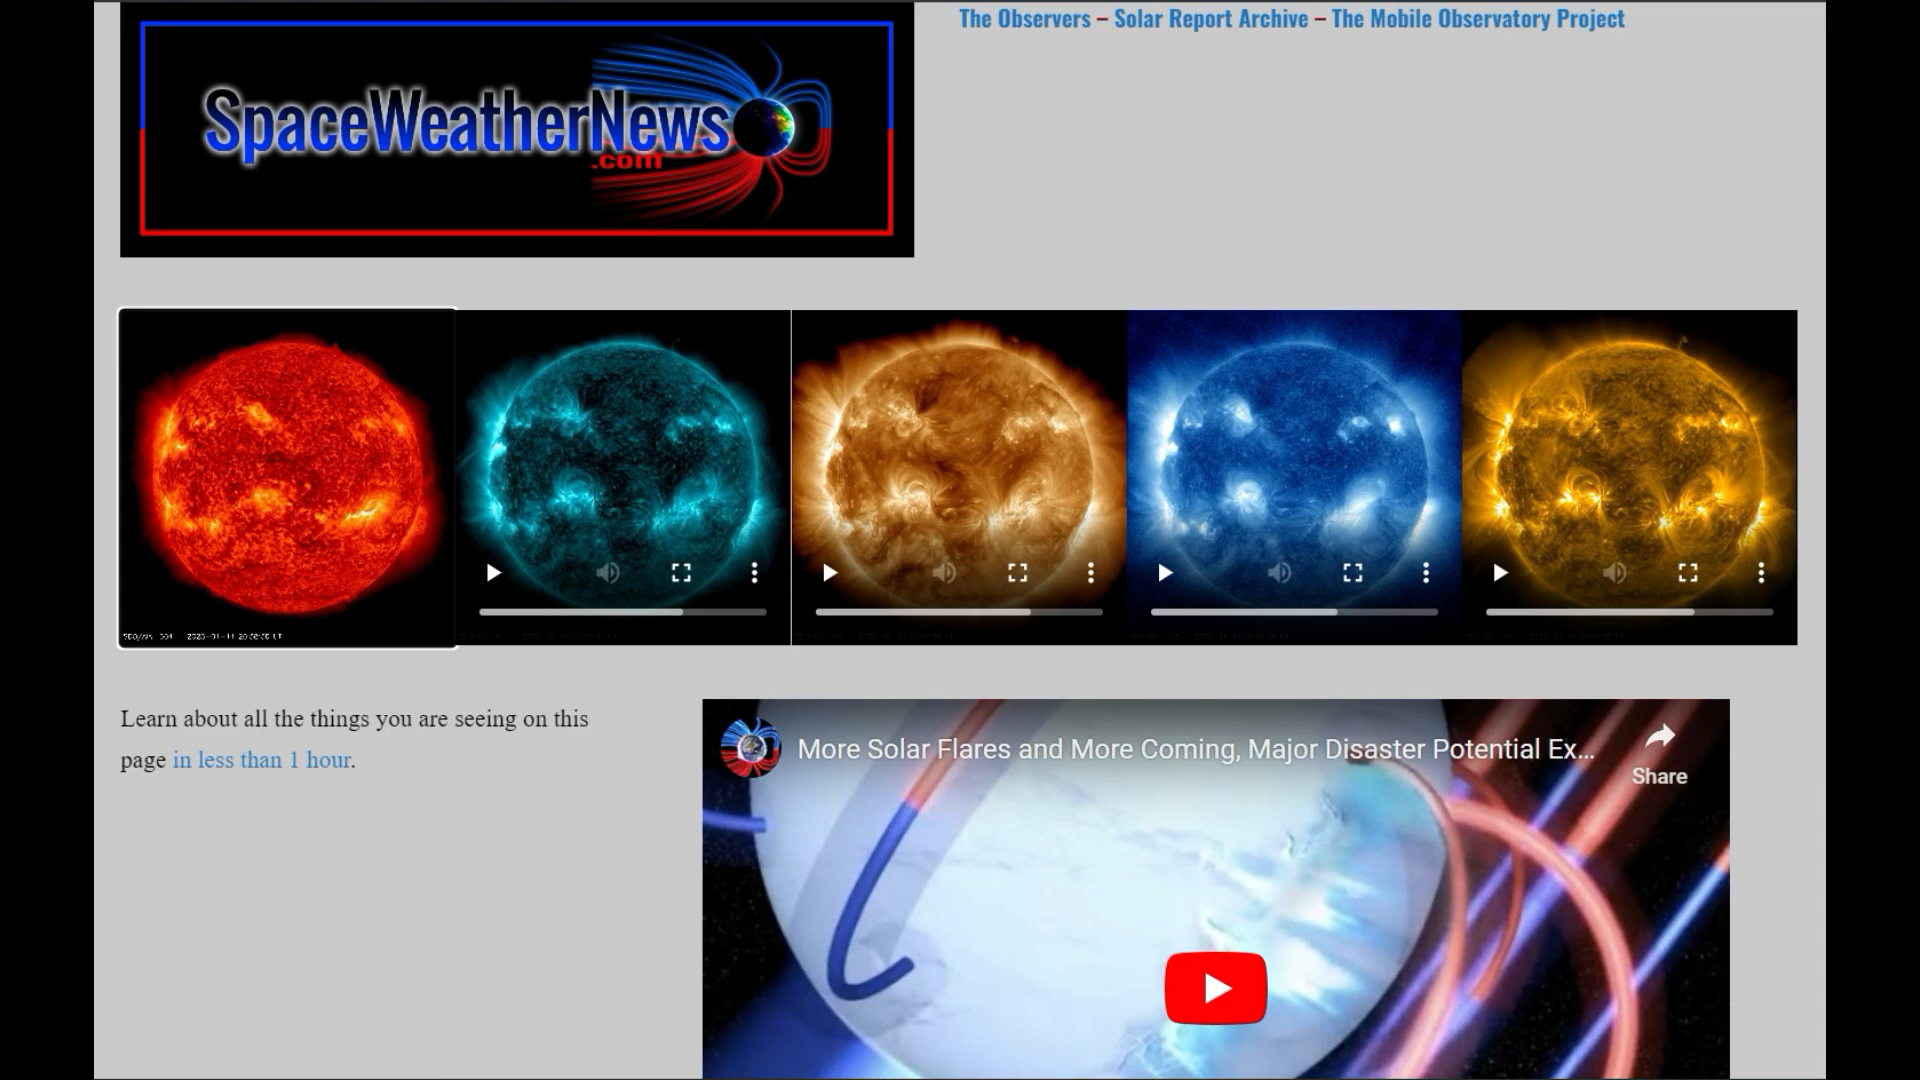 The Observers – Solar Report Archive – The Mobile Observatory Project
SpaceWeatherNews
.com
Learn about all the things you are seeing on this
page in less than 1 hour.
More Solar Flares and More Coming, Major Disaster Potential Ex...
Share